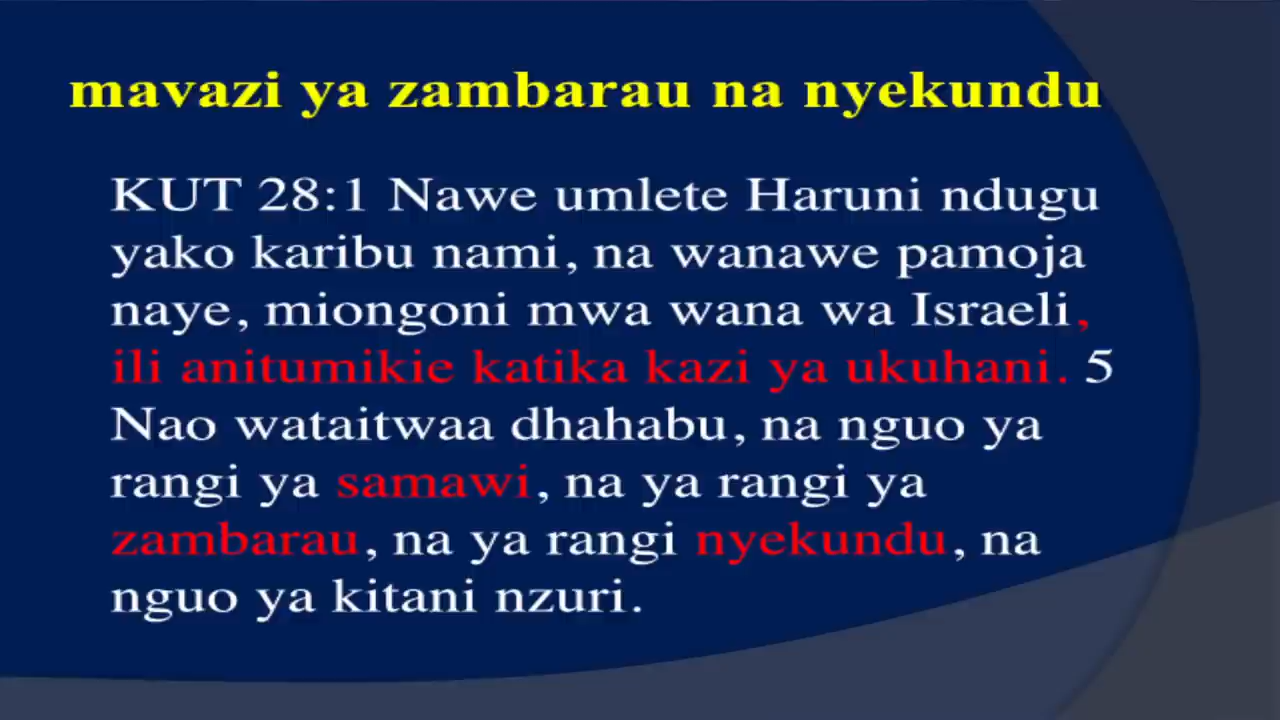 mavazi ya zambarau na nyekundu
KUT 28:1 Nawe umlete Haruni ndugu
yako karibu nami, na wanawe pamoja
naye, miongoni mwa wana wa Israeli,
ili anitumikie katika kazi ya ukuhani. 5
Nao wataitwaa dhahabu, na nguo ya
rangi ya samawi, na ya rangi ya
zambarau, na ya rangi nyekundu, na
nguo ya kitani nzuri.